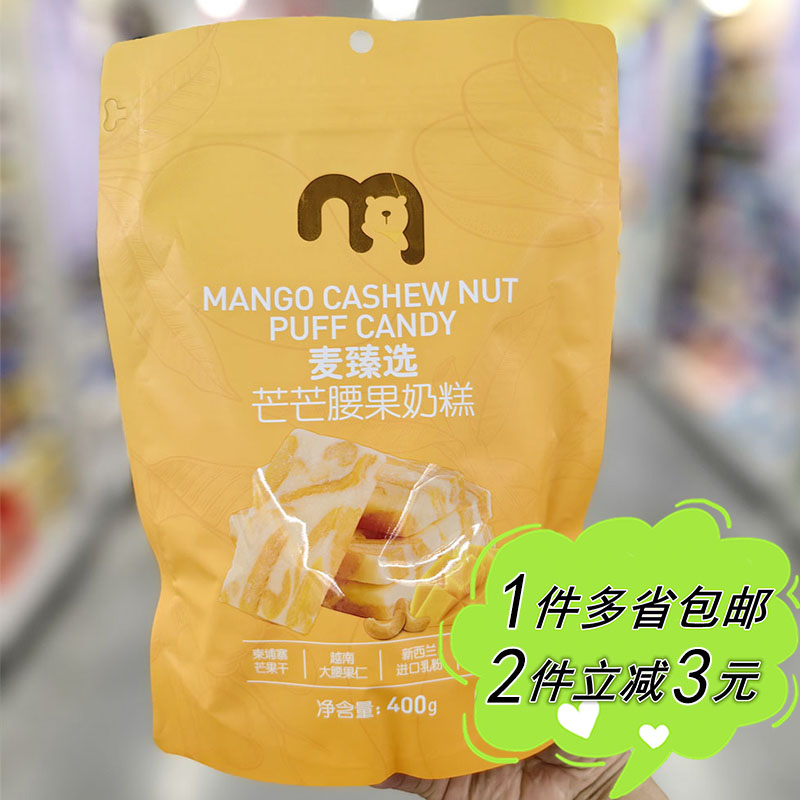 MANGO CASHEW NUT
PUFF CANDY
麦臻选
芒芒腰果奶糕
柬埔寨
芒果干
越南
大腰果仁
新西兰
进口乳粉
净含量：400g
1件多省包邮
2件立减3元